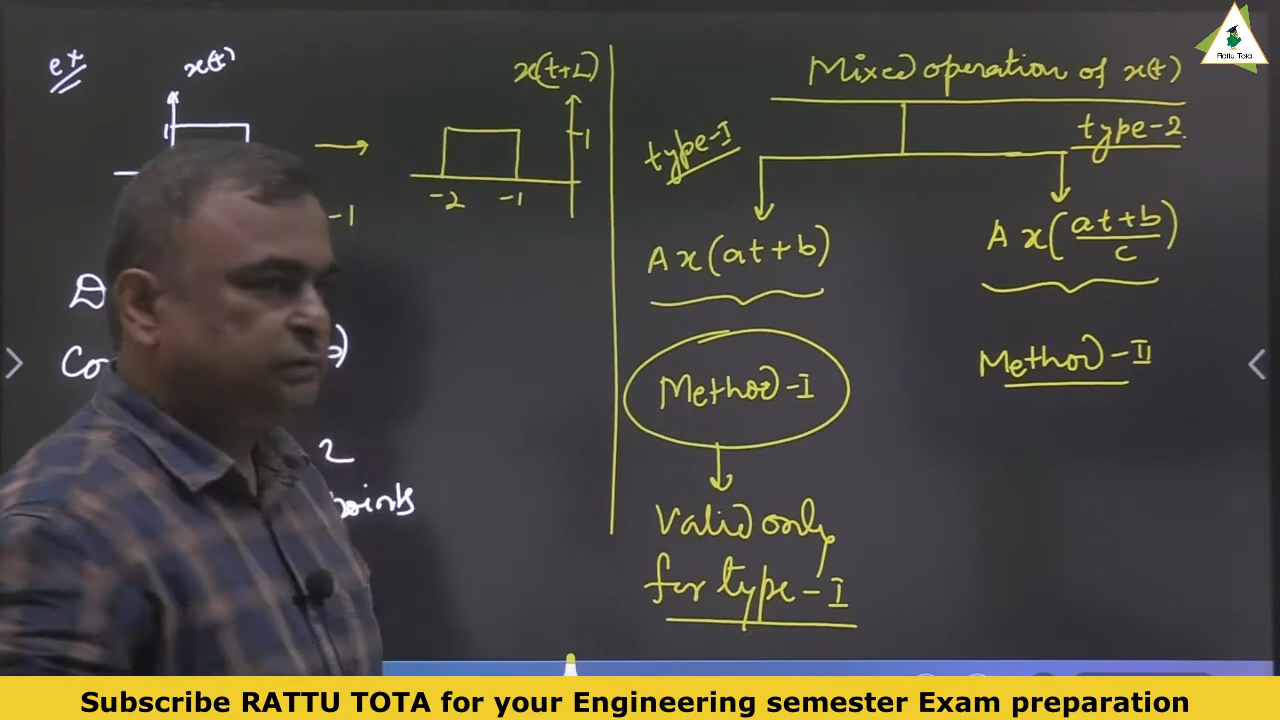 ex
x(t)
1
-1
x(t+2)
1
-2 -1
2
points
Mixed operation of x(t)
type-I
type-2
A x(at+b)
A x((at+b)/c)
Method-I
Method-II
Valid only
for type-I
Rattu Tota
Subscribe RATTU TOTA for your Engineering semester Exam preparation